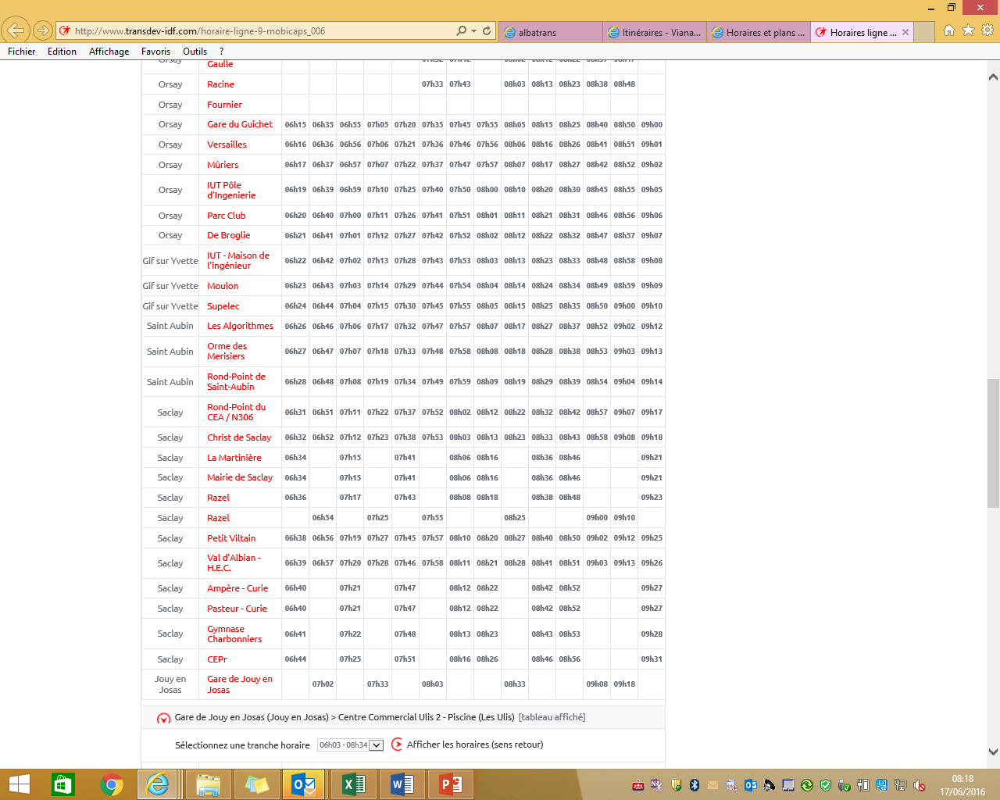 http://www.transdev-idf.com/horaire-ligne-9-mobicaps_006
albatrans
Itinéraires - Viana...
Horaires et plans ...
Horaires ligne ...
Fichier Edition Affichage Favoris Outils ?
Gaulle
Orsay Racine 07h33 07h43 08h03 08h13 08h23 08h38 08h48
Orsay Fournier
Orsay Gare du Guichet 06h15 06h35 06h55 07h05 07h20 07h35 07h45 07h55 08h05 08h15 08h25 08h40 08h50 09h00
Orsay Versailles 06h16 06h36 06h56 07h06 07h21 07h36 07h46 07h56 08h06 08h16 08h26 08h41 08h51 09h01
Orsay Mûriers 06h17 06h37 06h57 07h07 07h22 07h37 07h47 07h57 08h07 08h17 08h27 08h42 08h52 09h02
Orsay IUT Pôle
d'Ingenierie 06h19 06h39 06h59 07h10 07h25 07h40 07h50 08h00 08h10 08h20 08h30 08h45 08h55 09h05
Orsay Parc Club 06h20 06h40 07h00 07h11 07h26 07h41 07h51 08h01 08h11 08h21 08h31 08h46 08h56 09h06
Orsay De Broglie 06h21 06h41 07h01 07h12 07h27 07h42 07h52 08h02 08h12 08h22 08h32 08h47 08h57 09h07
Gif sur Yvette IUT - Maison de
l'ingénieur 06h22 06h42 07h02 07h13 07h28 07h43 07h53 08h03 08h13 08h23 08h33 08h48 08h58 09h08
Gif sur Yvette Moulon 06h23 06h43 07h03 07h14 07h29 07h44 07h54 08h04 08h14 08h24 08h34 08h49 08h59 09h09
Gif sur Yvette Supelec 06h24 06h44 07h04 07h15 07h30 07h45 07h55 08h05 08h15 08h25 08h35 08h50 09h00 09h10
Saint Aubin Les Algorithmes 06h26 06h46 07h06 07h17 07h32 07h47 07h57 08h07 08h17 08h27 08h37 08h52 09h02 09h12
Saint Aubin Orme des
Merisiers 06h27 06h47 07h07 07h18 07h33 07h48 07h58 08h08 08h18 08h28 08h38 08h53 09h03 09h13
Saint Aubin Rond-Point de
Saint-Aubin 06h28 06h48 07h08 07h19 07h34 07h49 07h59 08h09 08h19 08h29 08h39 08h54 09h04 09h14
Saclay Rond-Point du
CEA / N306 06h31 06h51 07h11 07h22 07h37 07h52 08h02 08h12 08h22 08h32 08h42 08h57 09h07 09h17
Saclay Christ de Saclay 06h32 06h52 07h12 07h23 07h38 07h53 08h03 08h13 08h23 08h33 08h43 08h58 09h08 09h18
Saclay La Martinière 06h34 07h15 07h41 08h06 08h16 08h36 08h46 09h21
Saclay Mairie de Saclay 06h34 07h15 07h41 08h06 08h16 08h36 08h46 09h21
Saclay Razel 06h36 07h17 07h43 08h08 08h18 08h38 08h48 09h23
Saclay Razel 06h54 07h25 07h55 08h25 09h00 09h10
Saclay Petit Viltain 06h38 06h56 07h19 07h27 07h45 07h57 08h10 08h20 08h27 08h40 08h50 09h02 09h12 09h25
Saclay Val d'Albian -
H.E.C. 06h39 06h57 07h20 07h28 07h46 07h58 08h11 08h21 08h28 08h41 08h51 09h03 09h13 09h26
Saclay Ampère - Curie 06h40 07h21 07h47 08h12 08h22 08h42 08h52 09h27
Saclay Pasteur - Curie 06h40 07h21 07h47 08h12 08h22 08h42 08h52 09h27
Saclay Gymnase
Charbonniers 06h41 07h22 07h48 08h13 08h23 08h43 08h53 09h28
Saclay CEPr 06h44 07h25 07h51 08h16 08h26 08h46 08h56 09h31
Jouy en
Josas Gare de Jouy en
Josas 07h02 07h33 08h03 08h33 09h08 09h18
Gare de Jouy en Josas (Jouy en Josas) > Centre Commercial Ulis 2 - Piscine (Les Ulis) [tableau affiché]
Sélectionnez une tranche horaire 06h03 - 08h34 Afficher les horaires (sens retour)
08:18
17/06/2016